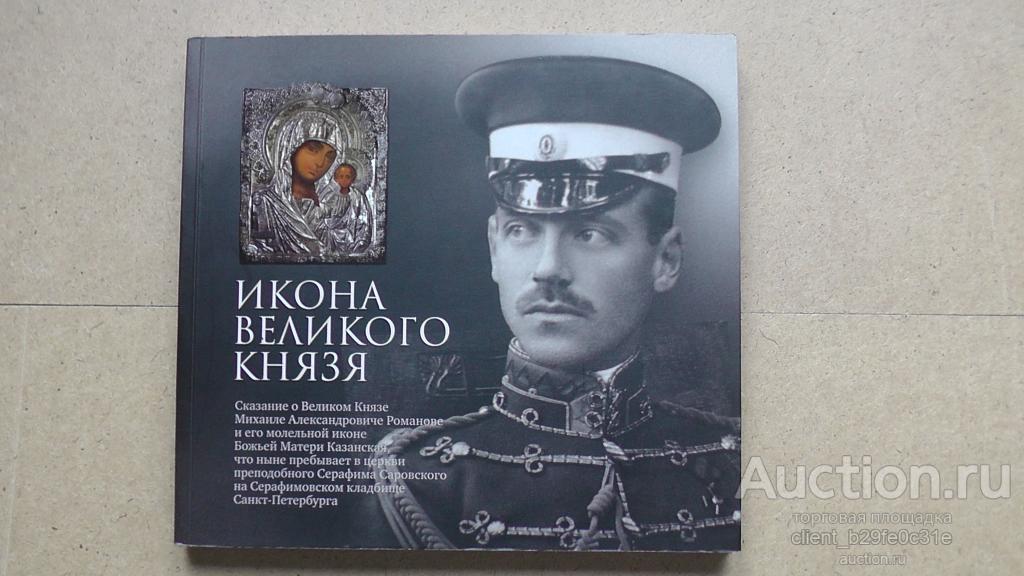 ИКОНА
ВЕЛИКОГО
КНЯЗЯ
Сказание о Великом Князе
Михаиле Александровиче Романове
и его молельной иконе
Божьей Матери Казанская,
что ныне пребывает в церкви
преподобного Серафима Саровского
на Серафимовском кладбище
Санкт-Петербурга
Auction.ru
торговая площадка
client_b29fe0c31e
auction.ru